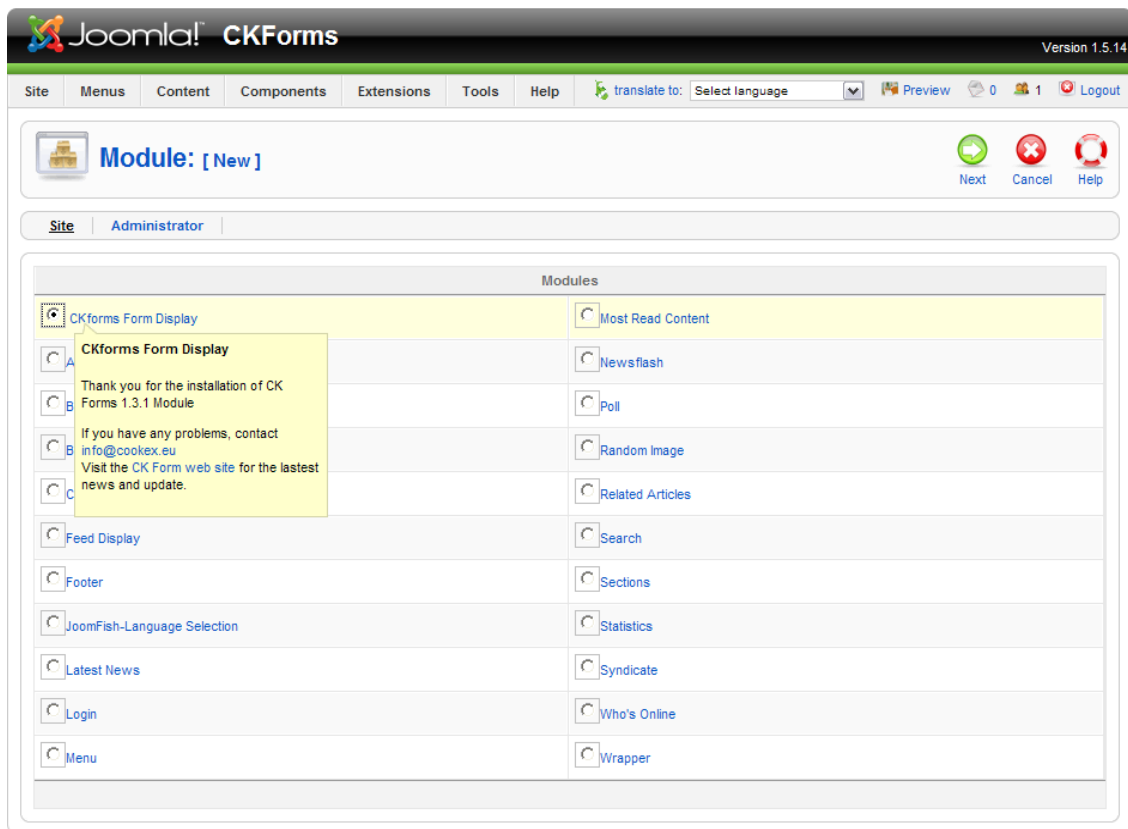 Joomla! CKForms
Version 1.5.14
Site Menus Content Components Extensions Tools Help translate to: Select language Preview 0 1 Logout
Module: [ New ]
Next Cancel Help
Site Administrator
Modules
CKforms Form Display Most Read Content
CKforms Form Display
Thank you for the installation of CK
Forms 1.3.1 Module
If you have any problems, contact
info@cookex.eu
Visit the CK Form web site for the lastest
news and update.
A Newsflash
B Poll
B Random Image
C Related Articles
Feed Display Search
Footer Sections
JoomFish-Language Selection Statistics
Latest News Syndicate
Login Who's Online
Menu Wrapper